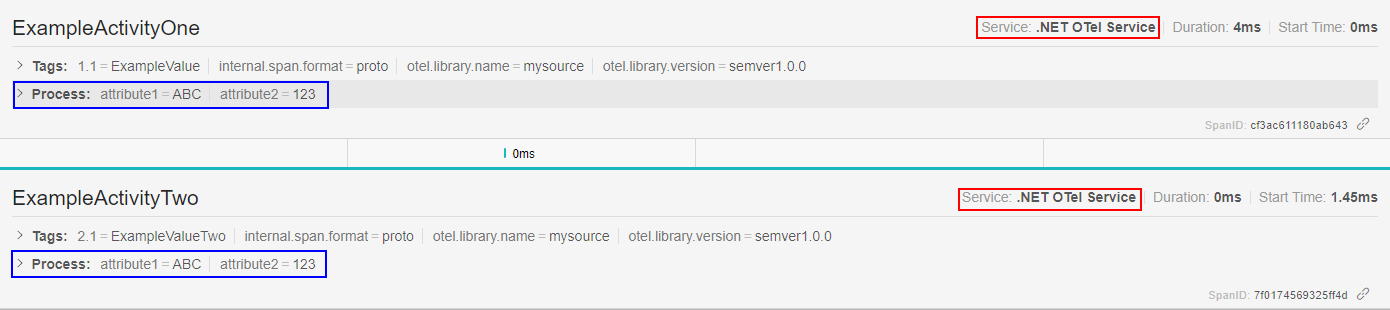 ExampleActivityOne Service: .NET OTel Service Duration: 4ms Start Time: 0ms
Tags: 1.1 = ExampleValue internal.span.format = proto otel.library.name = mysource otel.library.version = semver1.0.0
Process: attribute1 = ABC attribute2 = 123
SpanID: cf3ac611180ab643
0ms
ExampleActivityTwo Service: .NET OTel Service Duration: 0ms Start Time: 1.45ms
Tags: 2.1 = ExampleValueTwo internal.span.format = proto otel.library.name = mysource otel.library.version = semver1.0.0
Process: attribute1 = ABC attribute2 = 123
SpanID: 7f0174569325ff4d